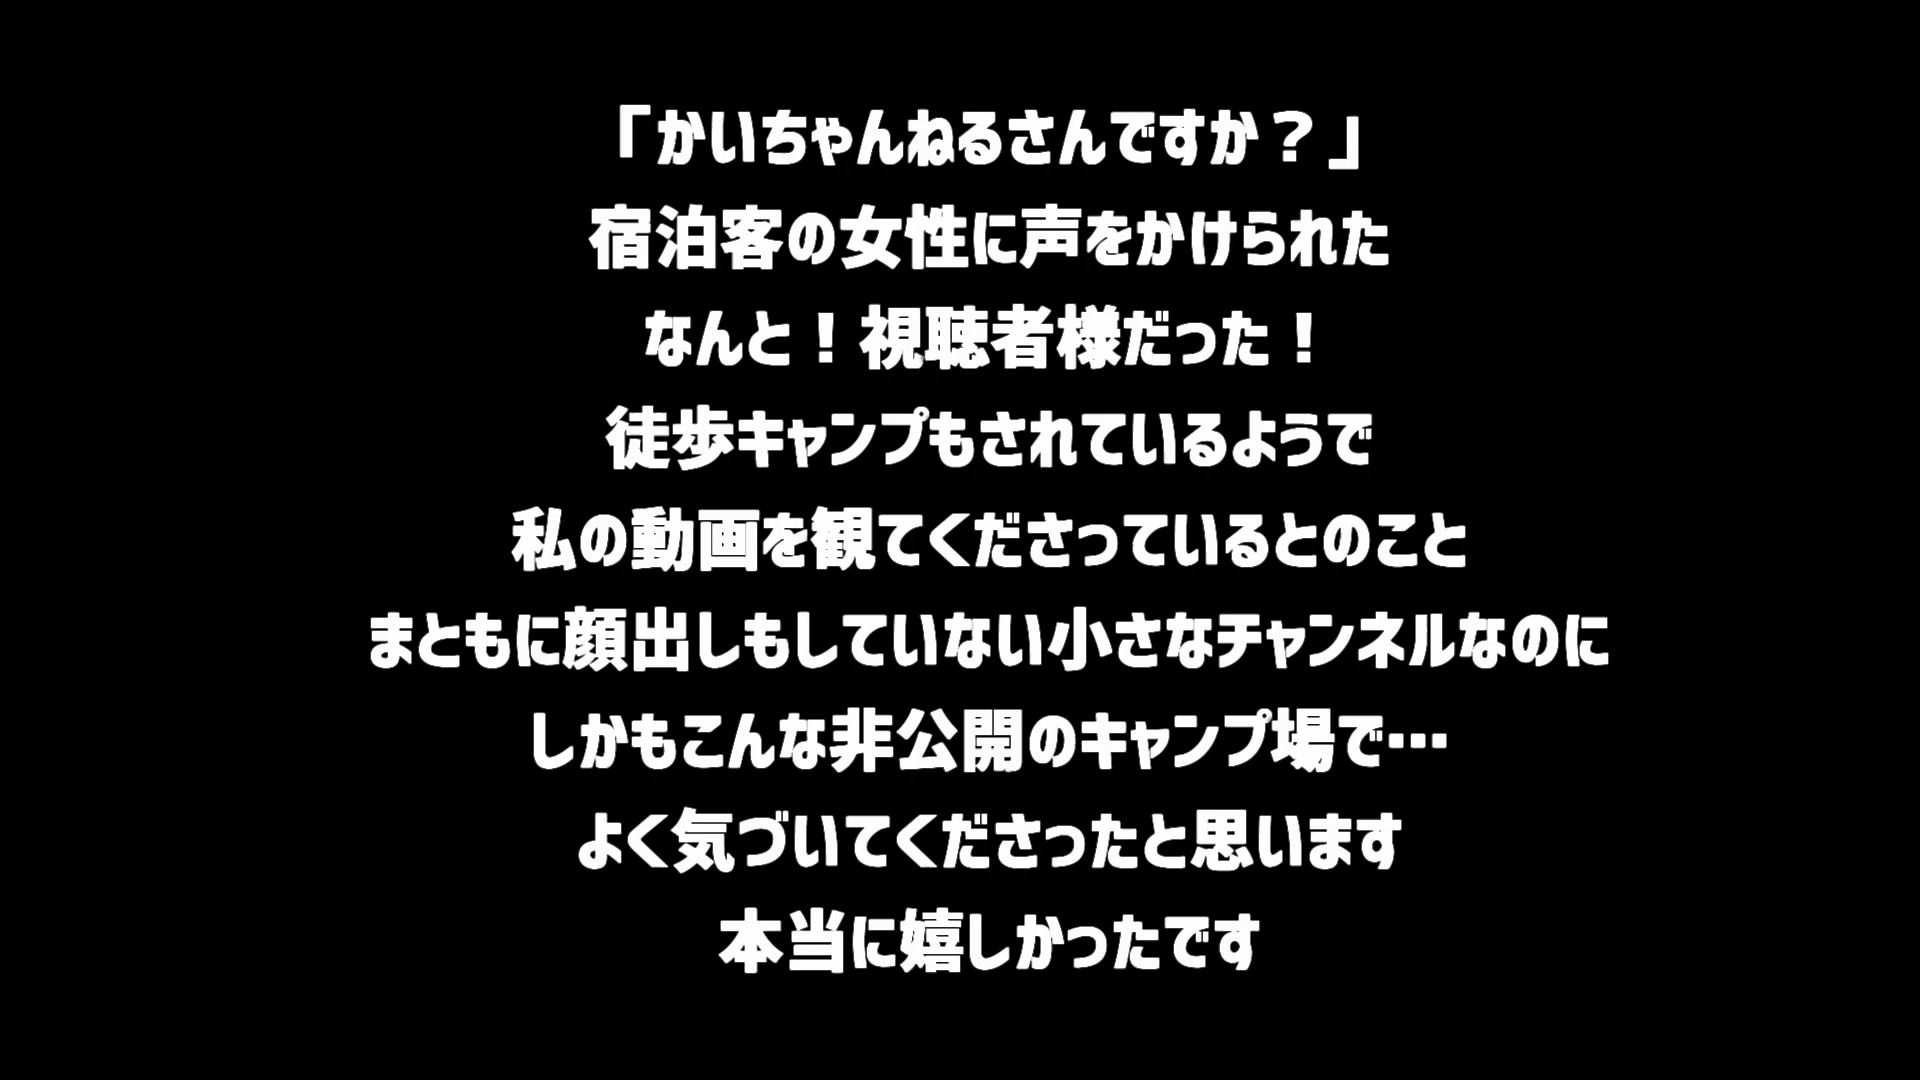 「かいちゃんねるさんですか？」
宿泊客の女性に声をかけられた
なんと！視聴者様だった！
徒歩キャンプもされているようで
私の動画を観てくださっているとのこと
まともに顔出しもしていない小さなチャンネルなのに
しかもこんな非公開のキャンプ場で…
よく気づいてくださったと思います
本当に嬉しかったです